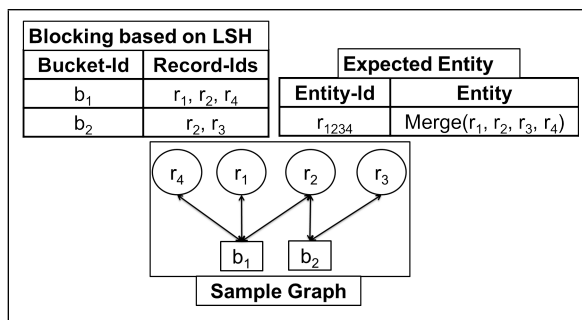 Blocking based on LSH
Bucket-Id Record-Ids
b1 r1, r2, r4
b2 r2, r3
Expected Entity
Entity-Id Entity
r1234 Merge(r1, r2, r3, r4)
r4 r1 r2 r3
b1 b2
Sample Graph